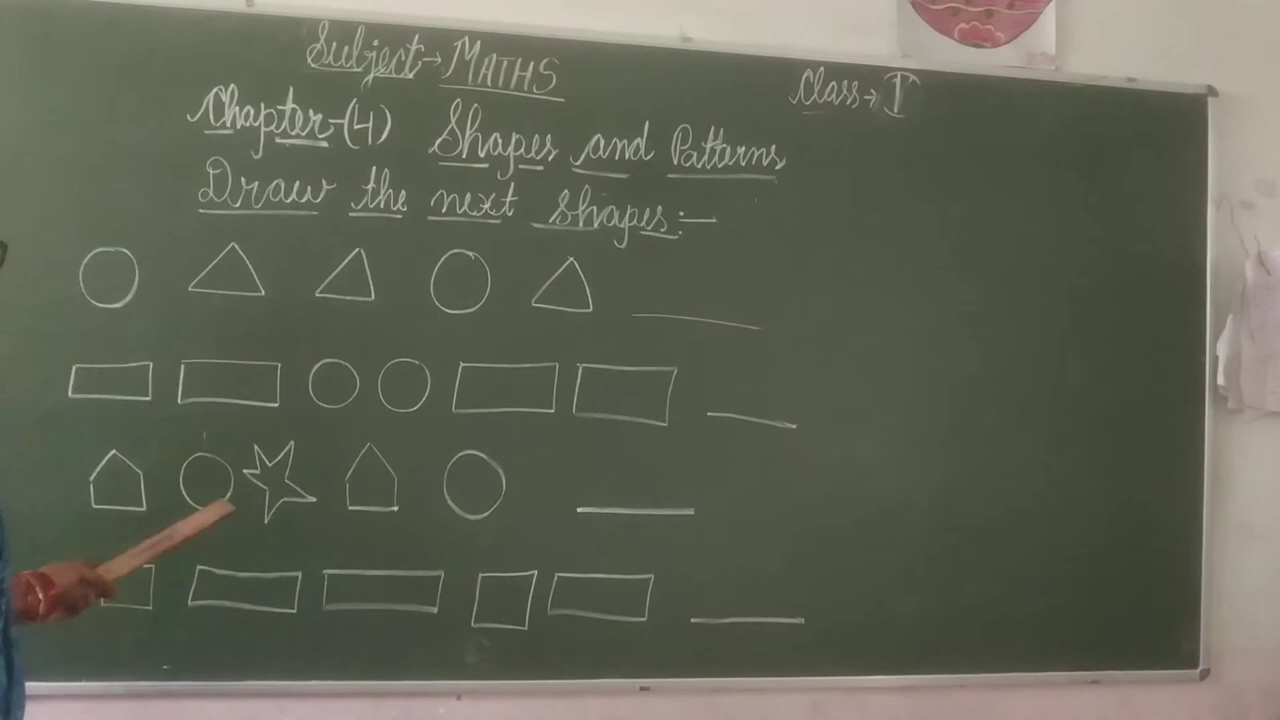 Subject → MATHS
Class → I
Chapter-(4) Shapes and Patterns
Draw the next shapes:-